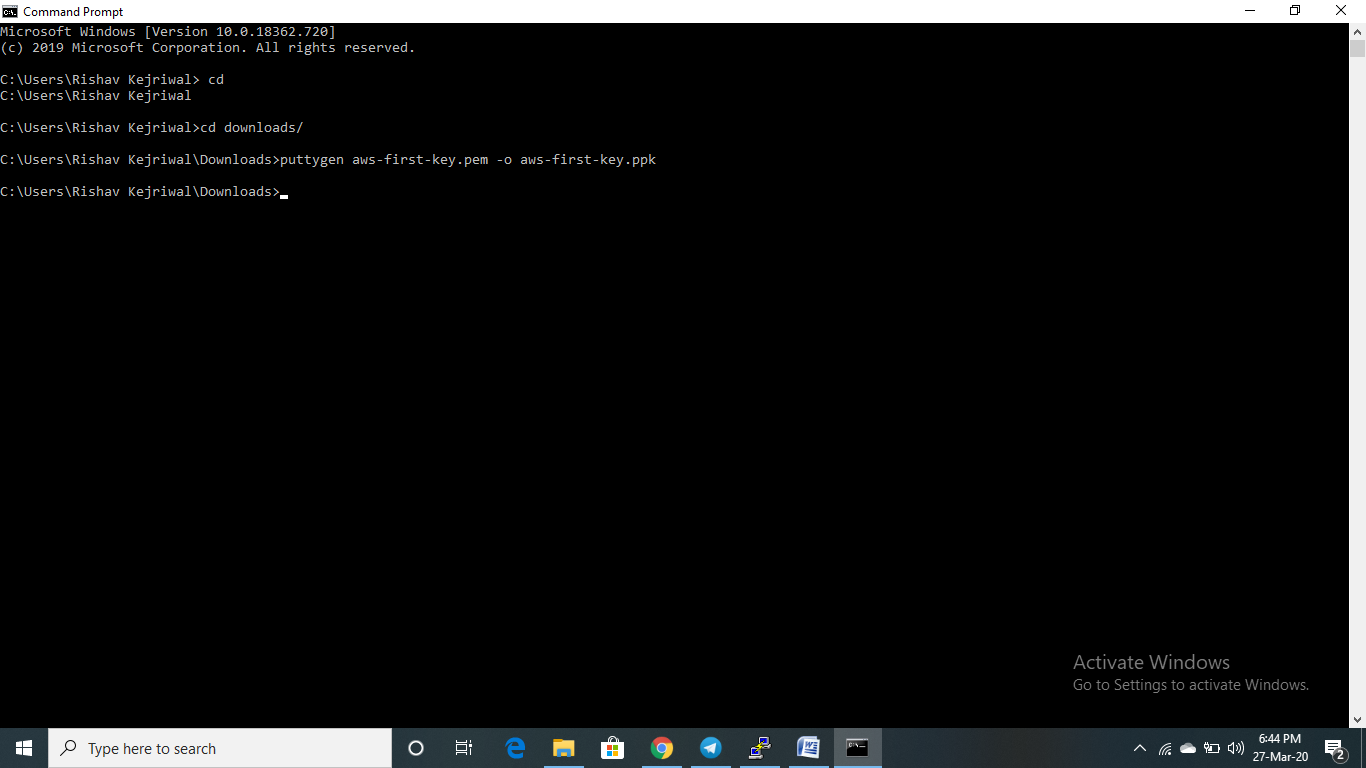 Command Prompt
Microsoft Windows [Version 10.0.18362.720]
(c) 2019 Microsoft Corporation. All rights reserved.
C:\Users\Rishav Kejriwal> cd
C:\Users\Rishav Kejriwal
C:\Users\Rishav Kejriwal>cd downloads/
C:\Users\Rishav Kejriwal\Downloads>puttygen aws-first-key.pem -o aws-first-key.ppk
C:\Users\Rishav Kejriwal\Downloads>
Activate Windows
Go to Settings to activate Windows.
Type here to search
6:44 PM
27-Mar-20
2